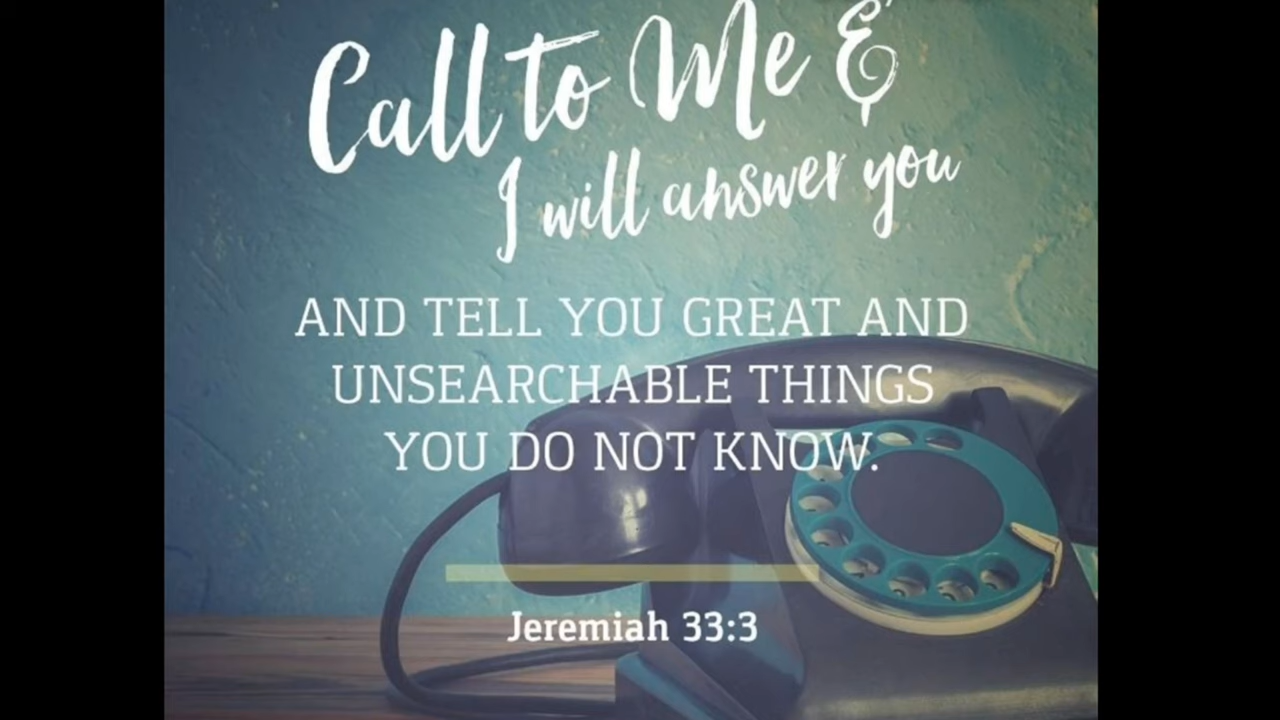 Call to Me &
I will answer you
AND TELL YOU GREAT AND
UNSEARCHABLE THINGS
YOU DO NOT KNOW.
Jeremiah 33:3